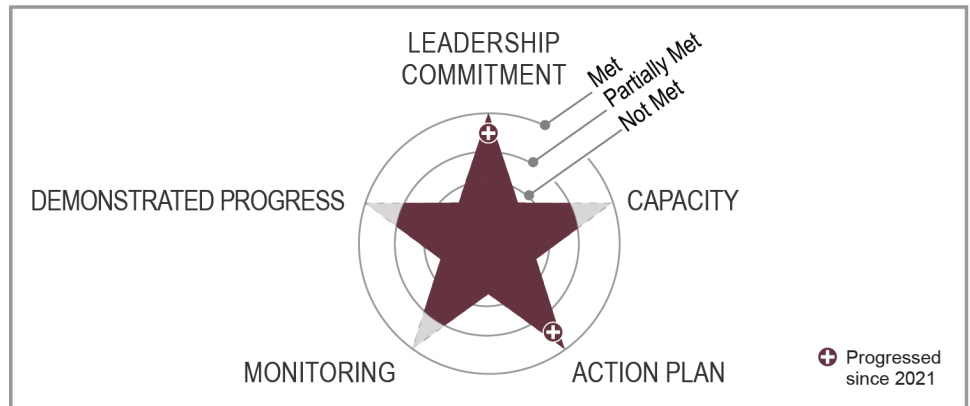 LEADERSHIP
COMMITMENT
Met
Partially Met
Not Met
DEMONSTRATED PROGRESS
CAPACITY
MONITORING
ACTION PLAN
Progressed
since 2021